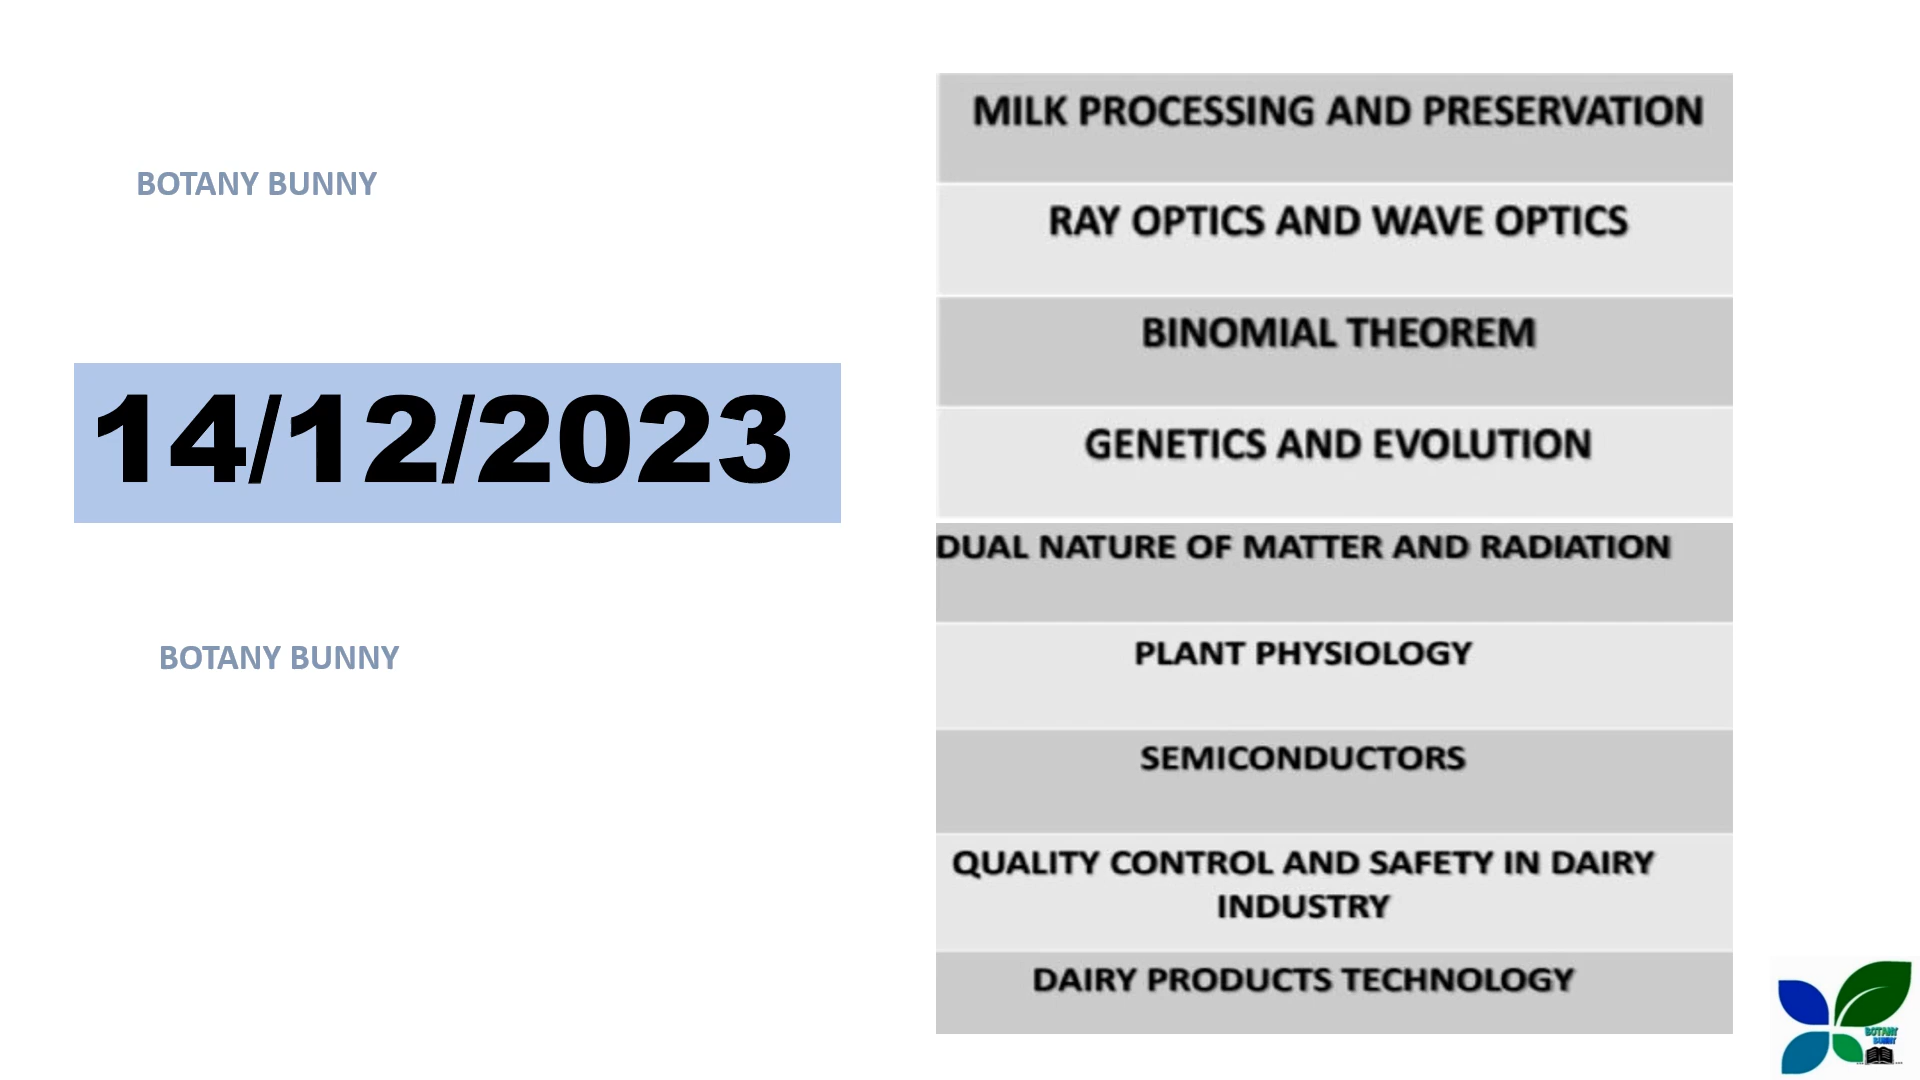 BOTANY BUNNY
14/12/2023
BOTANY BUNNY
MILK PROCESSING AND PRESERVATION
RAY OPTICS AND WAVE OPTICS
BINOMIAL THEOREM
GENETICS AND EVOLUTION
DUAL NATURE OF MATTER AND RADIATION
PLANT PHYSIOLOGY
SEMICONDUCTORS
QUALITY CONTROL AND SAFETY IN DAIRY
INDUSTRY
DAIRY PRODUCTS TECHNOLOGY
BOTANY
BUNNY